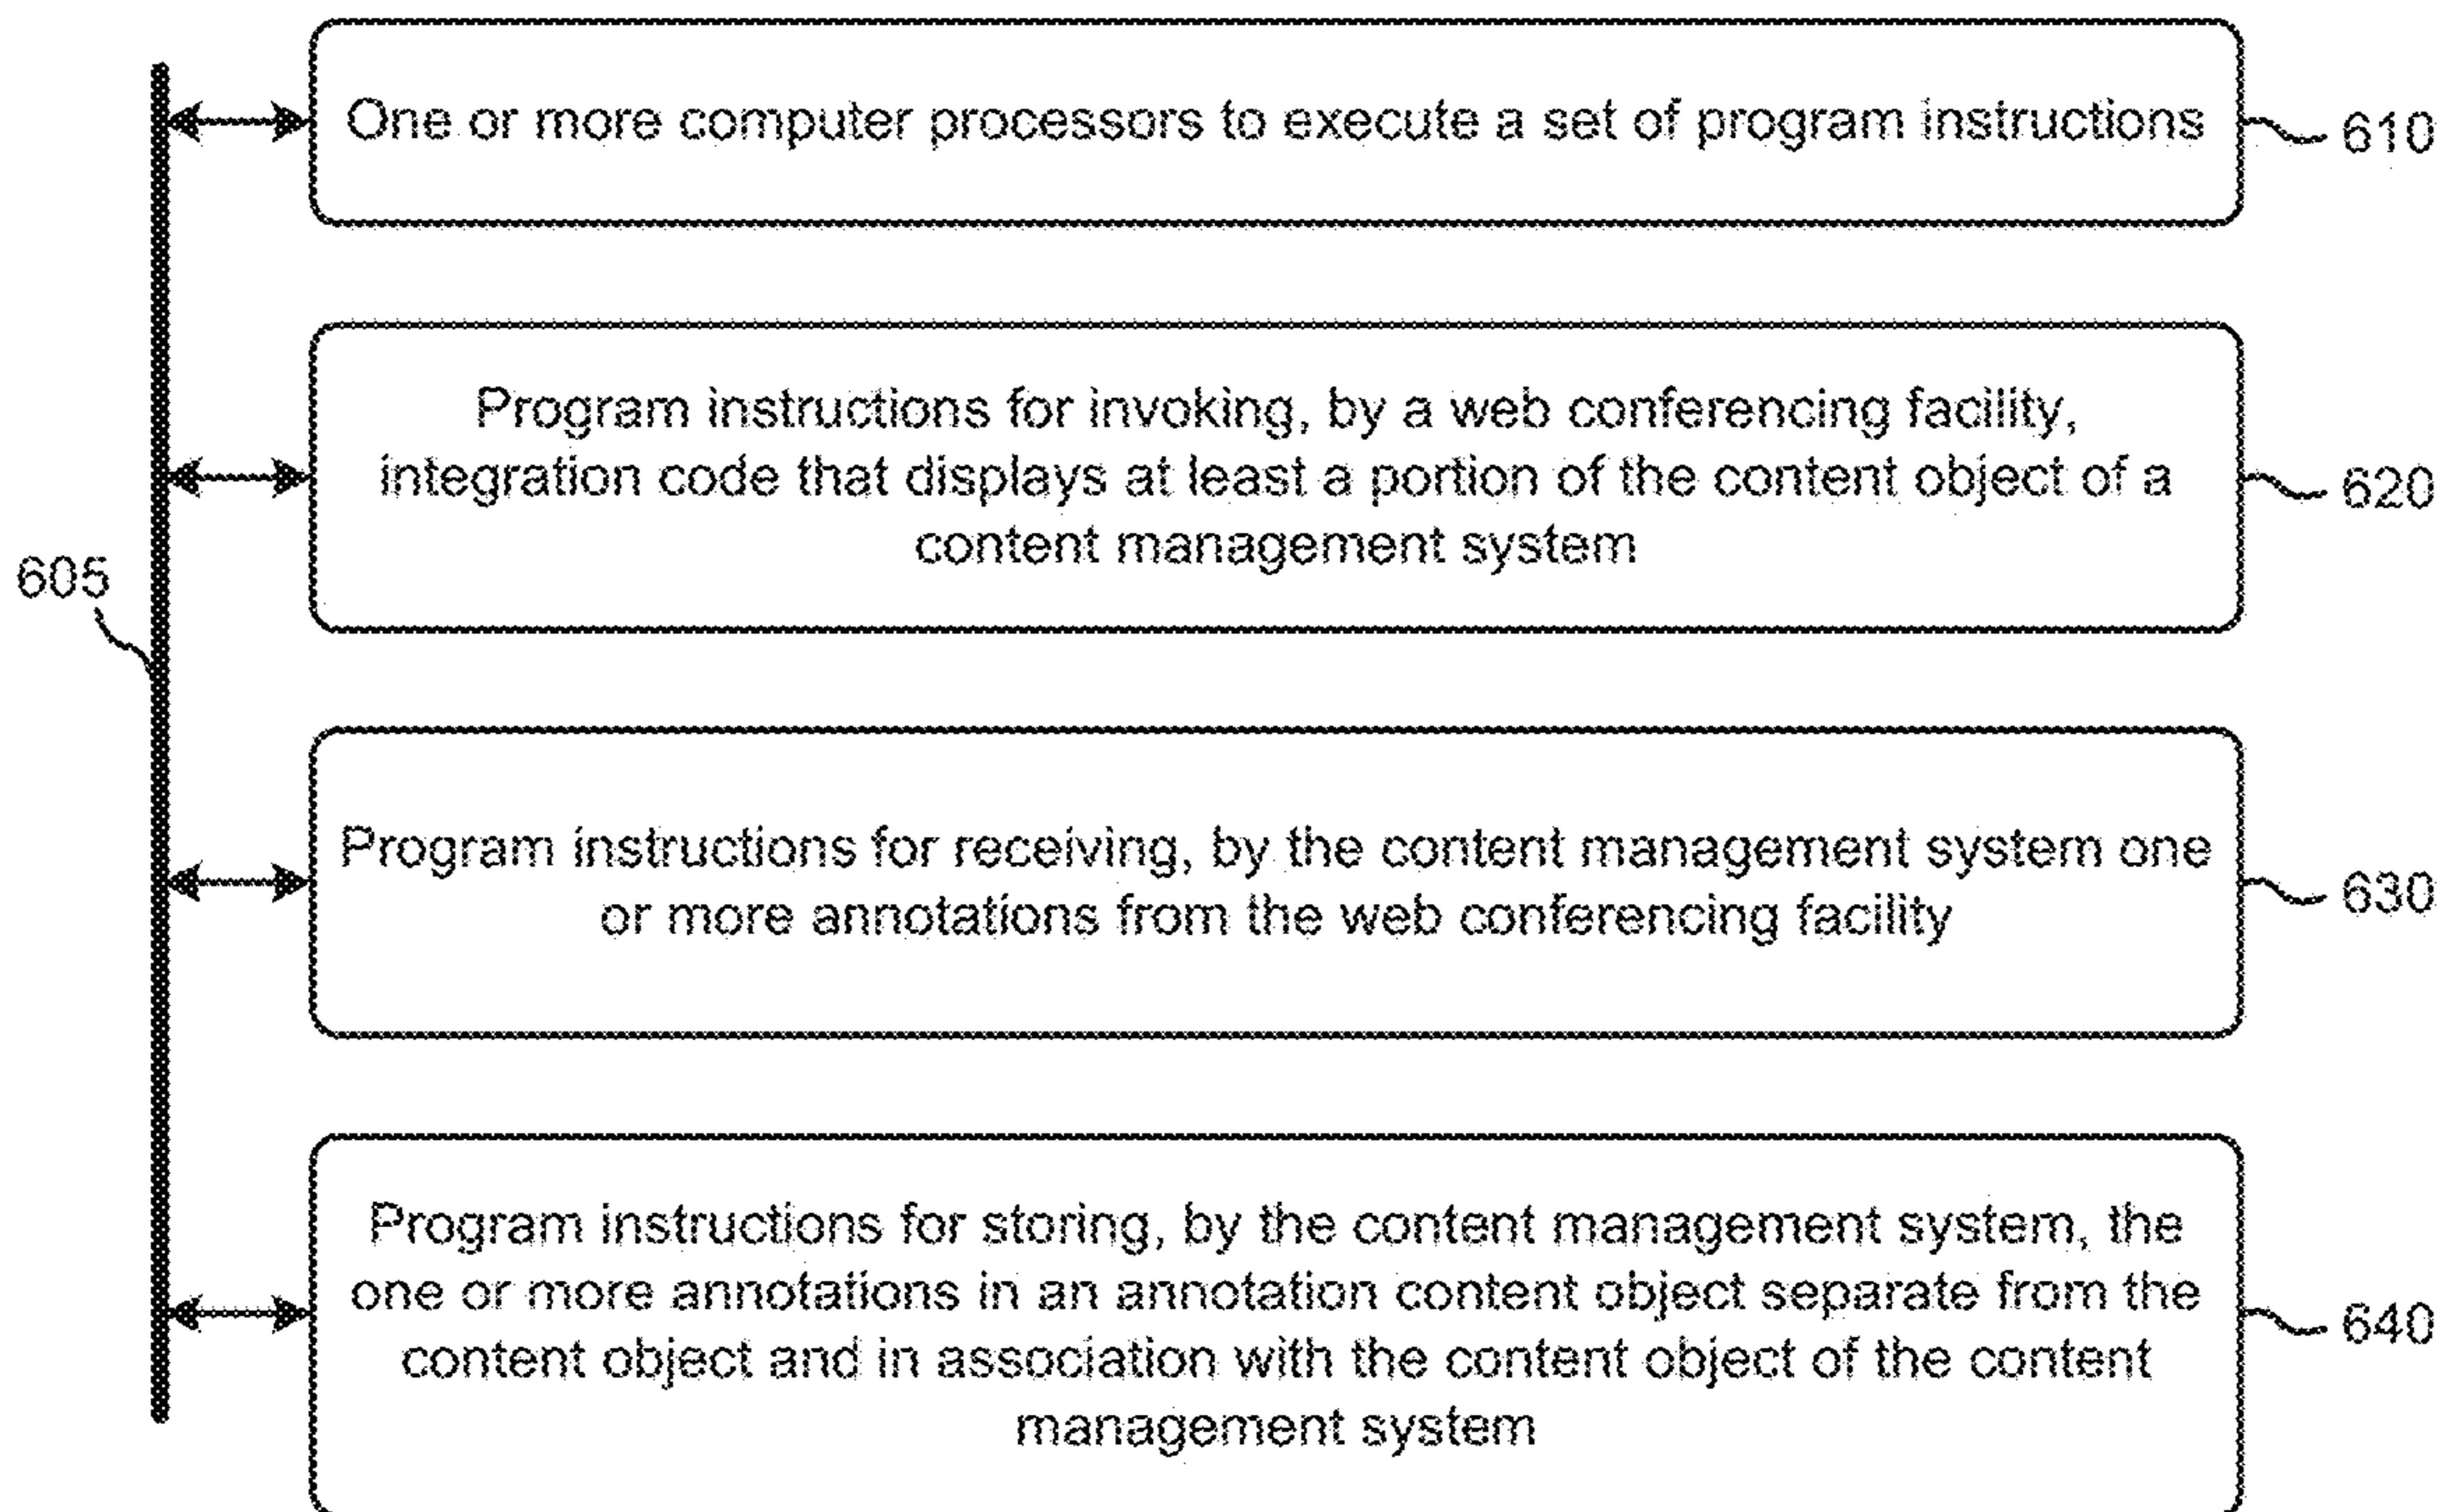 One or more computer processors to execute a set of program instructions
610
Program instructions for invoking, by a web conferencing facility,
integration code that displays at least a portion of the content object of a
content management system
620
605
Program instructions for receiving, by the content management system one
or more annotations from the web conferencing facility
630
Program instructions for storing, by the content management system, the
one or more annotations in an annotation content object separate from the
content object and in association with the content object of the content
management system
640